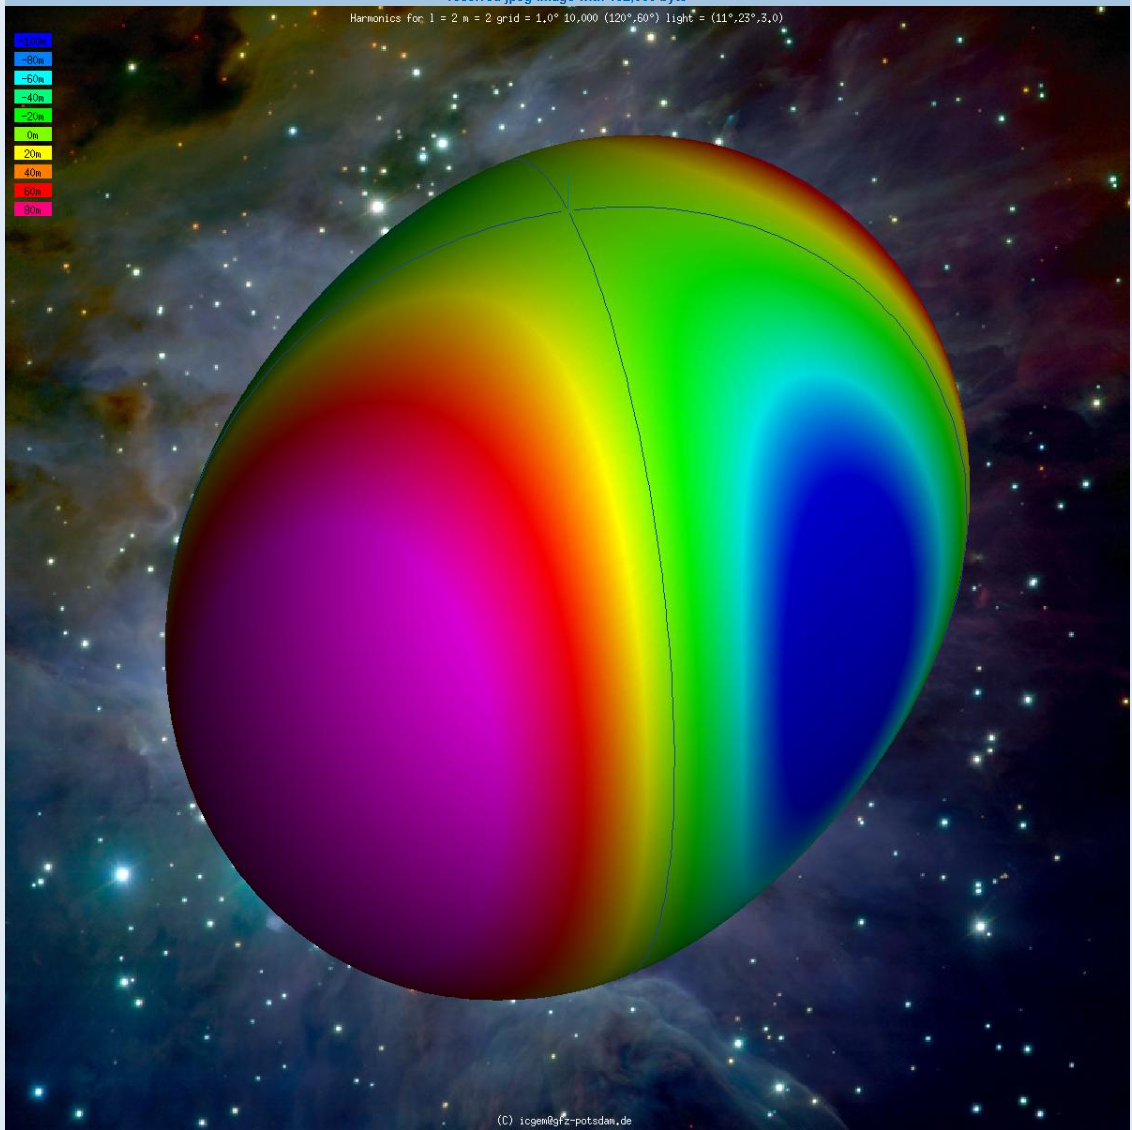 Harmonics for l = 2 m = 2 grid = 1.0° 10,000 (120°,60°) light = (11°,23°,3.0)
-100m
-80m
-60m
-40m
-20m
0m
20m
40m
60m
80m
(C) icgem@gfz-potsdam.de